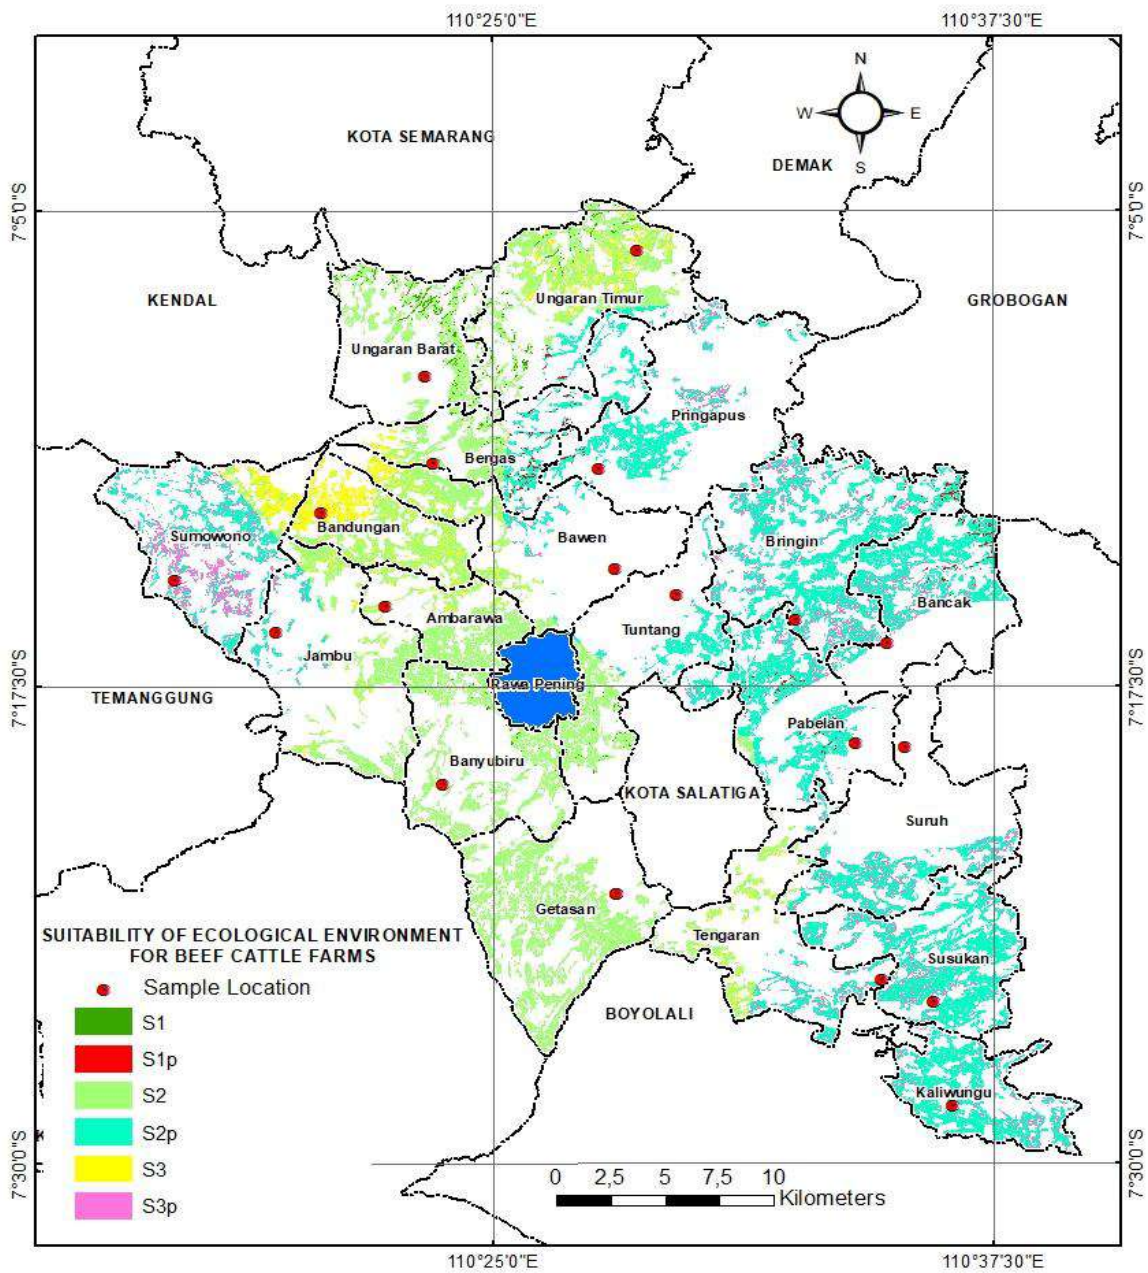 110°25'0"E
110°37'30"E
N
W
E
S
KOTA SEMARANG
DEMAK
7°5'0"S
7°5'0"S
KENDAL
GROBOGAN
Ungaran Timur
Ungaran Barat
Pringapus
Bergas
Bandungan
Sumowono
Bawen
Bringin
Bancak
Ambarawa
Tuntang
Jambu
Rawa Pening
TEMANGGUNG
7°17'30"S
7°17'30"S
Pabelan
Banyubiru
KOTA SALATIGA
Suruh
Getasan
Tengaran
Susukan
BOYOLALI
Kaliwungu
SUITABILITY OF ECOLOGICAL ENVIRONMENT
FOR BEEF CATTLE FARMS
Sample Location
S1
S1p
S2
S2p
S3
S3p
7°30'0"S
7°30'0"S
0 2,5 5 7,5 10
Kilometers
110°25'0"E
110°37'30"E